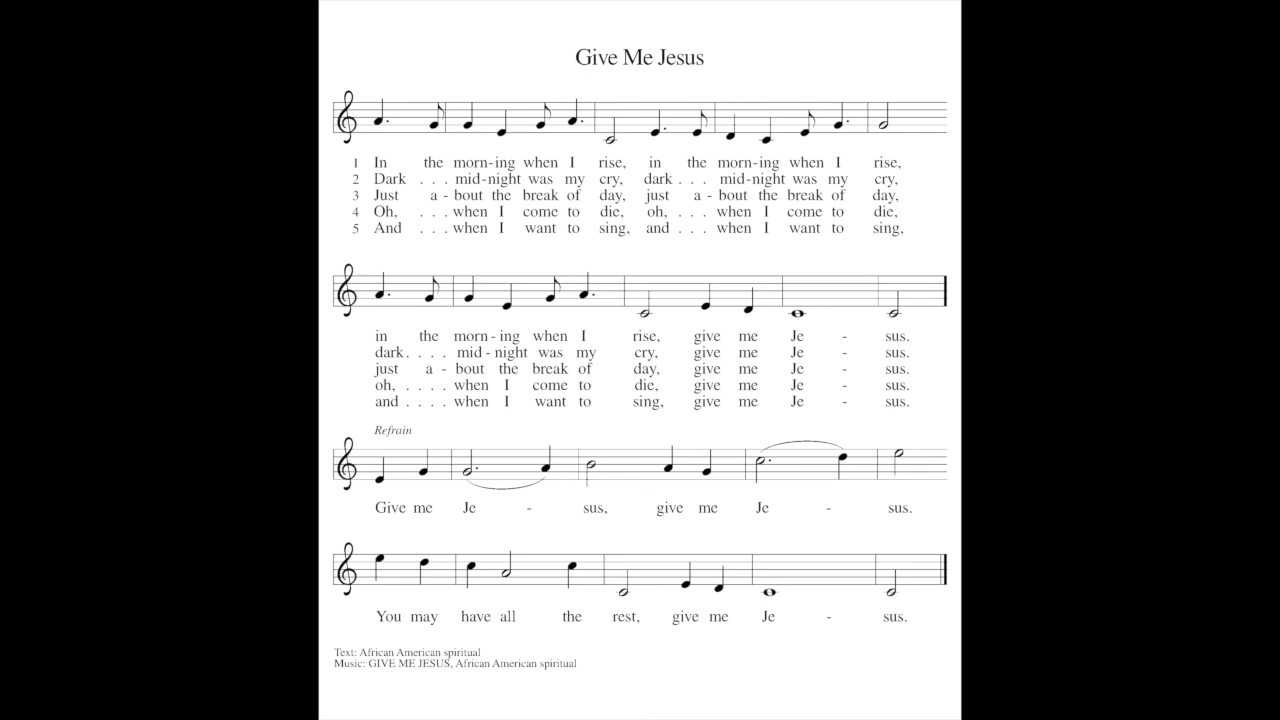 Give Me Jesus
1 In the morn-ing when I rise, in the morn-ing when I rise,
2 Dark . . . mid-night was my cry, dark . . . mid-night was my cry,
3 Just a - bout the break of day, just a - bout the break of day,
4 Oh, . . . when I come to die, oh, . . . when I come to die,
5 And . . . when I want to sing, and . . . when I want to sing,
in the morn - ing when I rise, give me Je - sus.
dark. . . . mid - night was my cry, give me Je - sus.
just a - bout the break of day, give me Je - sus.
oh, . . . . when I come to die, give me Je - sus.
and . . . . when I want to sing, give me Je - sus.
Refrain
Give me Je - sus, give me Je - sus.
You may have all the rest, give me Je - sus.
Text: African American spiritual
Music: GIVE ME JESUS, African American spiritual